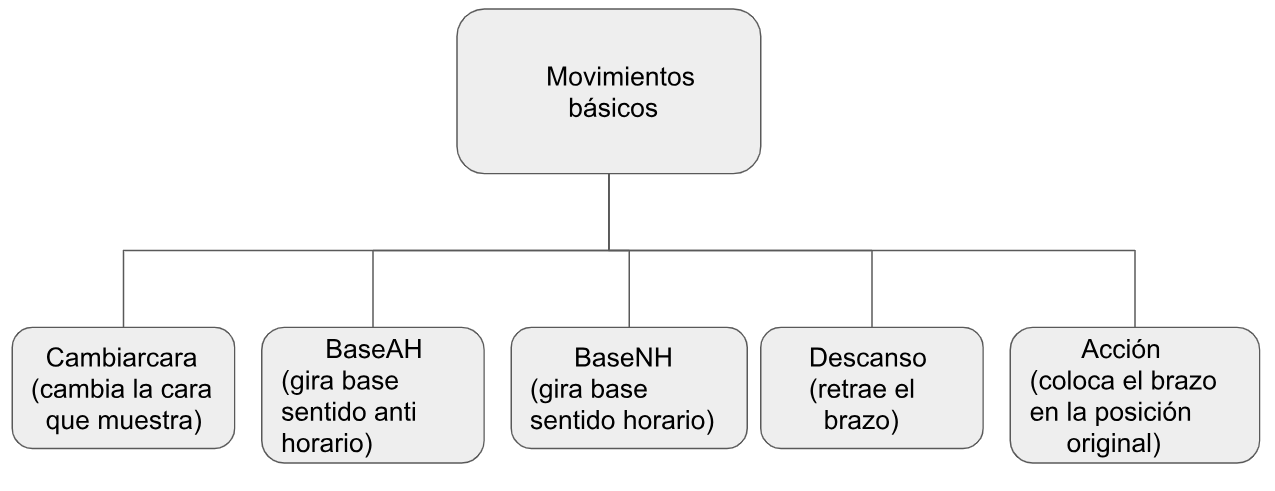 Movimientos
básicos
Cambiarcara
(cambia la cara
que muestra)
BaseAH
(gira base
sentido anti
horario)
BaseNH
(gira base
sentido horario)
Descanso
(retrae el
brazo)
Acción
(coloca el brazo
en la posición
original)